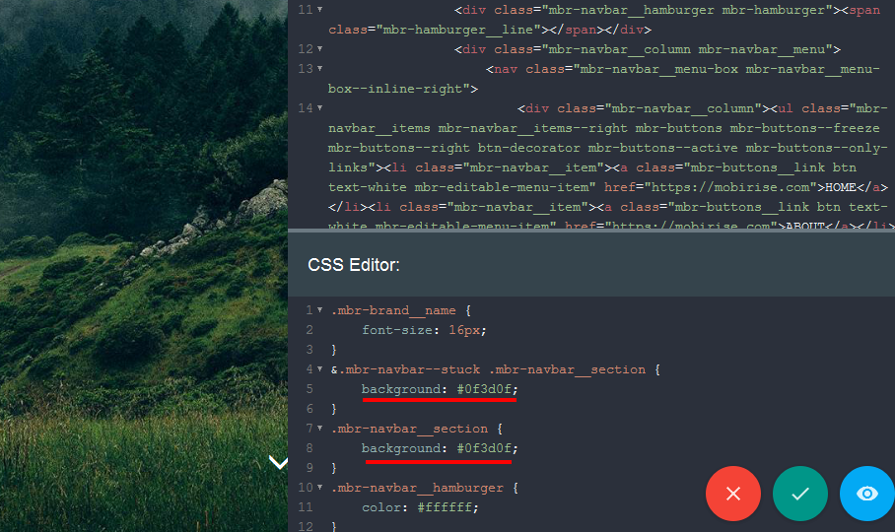 11 <div class="mbr-navbar__hamburger mbr-hamburger"><span
class="mbr-hamburger__line"></span></div>
12 <div class="mbr-navbar__column mbr-navbar__menu">
13 <nav class="mbr-navbar__menu-box mbr-navbar__menu-
box--inline-right">
14 <div class="mbr-navbar__column"><ul class="mbr-
navbar__items mbr-navbar__items--right mbr-buttons mbr-buttons--freeze
mbr-buttons--right btn-decorator mbr-buttons--active mbr-buttons--only-
links"><li class="mbr-navbar__item"><a class="mbr-buttons__link btn
text-white mbr-editable-menu-item" href="https://mobirise.com">HOME</a>
</li><li class="mbr-navbar__item"><a class="mbr-buttons__link btn text-
white mbr-editable-menu-item" href="https://mobirise.com">ABOUT</a></li>
CSS Editor:
1 .mbr-brand__name {
2 font-size: 16px;
3 }
4 &.mbr-navbar--stuck .mbr-navbar__section {
5 background: #0f3d0f;
6 }
7 .mbr-navbar__section {
8 background: #0f3d0f;
9 }
10 .mbr-navbar__hamburger {
11 color: #ffffff;
12 }